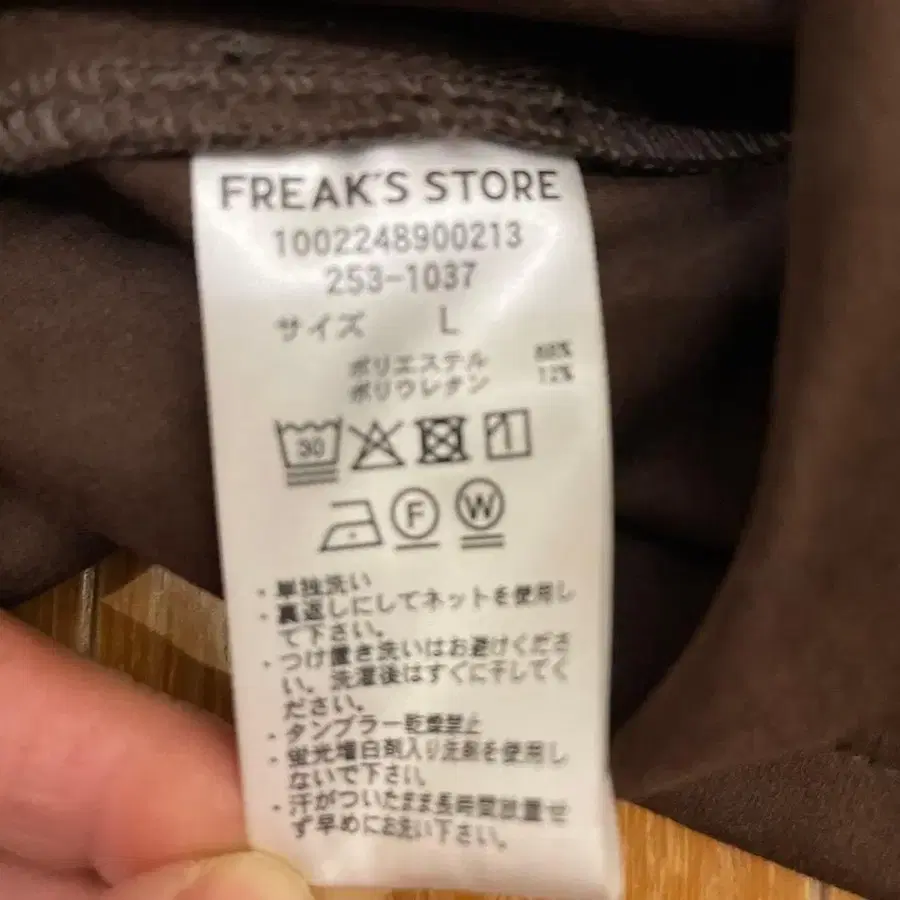 FREAK'S STORE
1002248900213
253-1037
サイズ L
ポリエステル 88%
ポリウレタン 12%
30
F
W
・単独洗い
・裏返しにしてネットを使用し
て下さい。
・つけ置き洗いはお避けくださ
い。洗濯後はすぐに干してく
ださい。
・タンブラー乾燥禁止
・蛍光増白剤入り洗剤を使用し
ないで下さい。
・汗がついたまま長時間放置せ
ず早めにお洗い下さい。